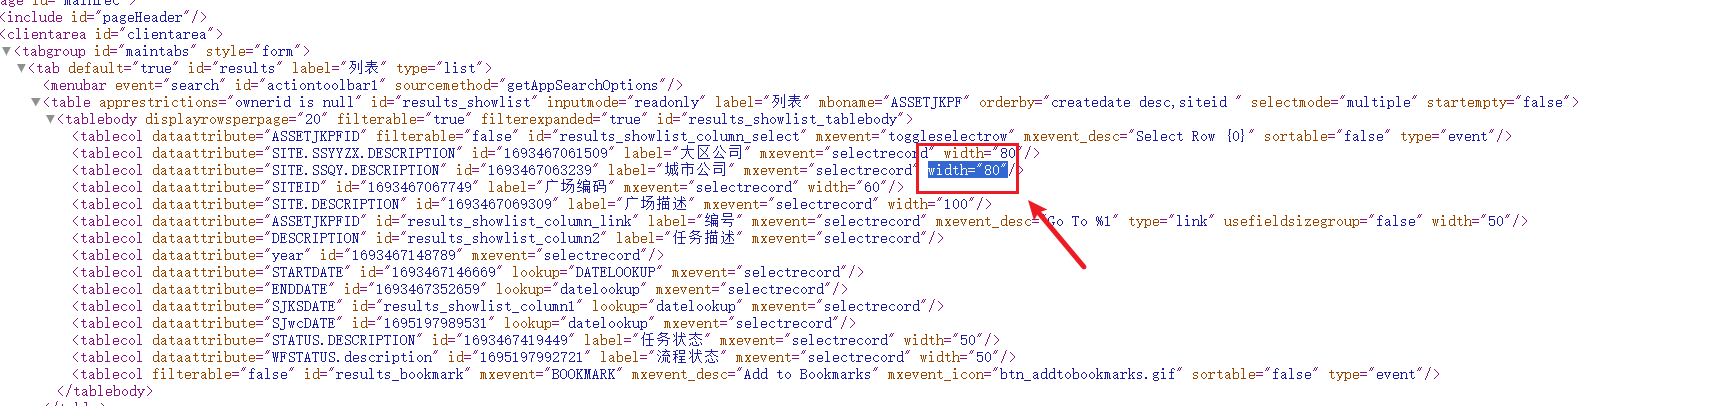 age id="mainrec">
<include id="pageHeader"/>
<clientarea id="clientarea">
▼<tabgroup id="maintabs" style="form">
▼<tab default="true" id="results" label="列表" type="list">
<menubar event="search" id="actiontoolbar1" sourcemethod="getAppSearchOptions"/>
▼<table apprestrictions="ownerid is null" id="results_showlist" inputmode="readonly" label="列表" mboname="ASSETJKPF" orderby="createdate desc,siteid " selectmode="multiple" startempty="false">
▼<tablebody displayrowsperpage="20" filterable="true" filterexpanded="true" id="results_showlist_tablebody">
<tablecol dataattribute="ASSETJKPFID" filterable="false" id="results_showlist_column_select" mxevent="toggleselectrow" mxevent_desc="Select Row {0}" sortable="false" type="event"/>
<tablecol dataattribute="SITE.SSYYZX.DESCRIPTION" id="1693467061509" label="大区公司" mxevent="selectrecord" width="80"/>
<tablecol dataattribute="SITE.SSQY.DESCRIPTION" id="1693467063239" label="城市公司" mxevent="selectrecord" width="80"/>
<tablecol dataattribute="SITEID" id="1693467067749" label="广场编码" mxevent="selectrecord" width="60"/>
<tablecol dataattribute="SITE.DESCRIPTION" id="1693467069309" label="广场描述" mxevent="selectrecord" width="100"/>
<tablecol dataattribute="ASSETJKPFID" id="results_showlist_column_link" label="编号" mxevent="selectrecord" mxevent_desc="Go To %1" type="link" usefieldsizegroup="false" width="50"/>
<tablecol dataattribute="DESCRIPTION" id="results_showlist_column2" label="任务描述" mxevent="selectrecord"/>
<tablecol dataattribute="year" id="1693467148789" mxevent="selectrecord"/>
<tablecol dataattribute="STARTDATE" id="1693467146669" lookup="DATELOOKUP" mxevent="selectrecord"/>
<tablecol dataattribute="ENDDATE" id="1693467352659" lookup="datelookup" mxevent="selectrecord"/>
<tablecol dataattribute="SJKSDATE" id="results_showlist_column1" lookup="datelookup" mxevent="selectrecord"/>
<tablecol dataattribute="SJwcDATE" id="1695197989531" lookup="datelookup" mxevent="selectrecord"/>
<tablecol dataattribute="STATUS.DESCRIPTION" id="1693467419449" label="任务状态" mxevent="selectrecord" width="50"/>
<tablecol dataattribute="WFSTATUS.description" id="1695197992721" label="流程状态" mxevent="selectrecord" width="50"/>
<tablecol filterable="false" id="results_bookmark" mxevent="BOOKMARK" mxevent_desc="Add to Bookmarks" mxevent_icon="btn_addtobookmarks.gif" sortable="false" type="event"/>
</tablebody>